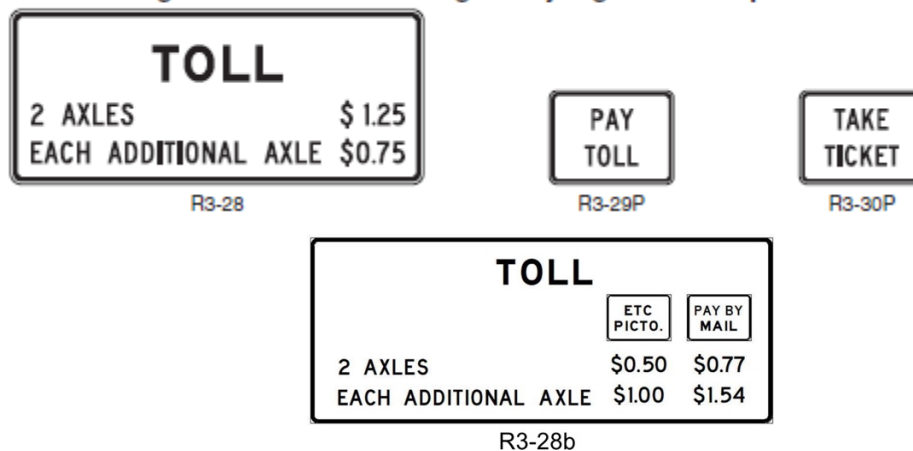 TOLL
2 AXLES $1.25
EACH ADDITIONAL AXLE $0.75
R3-28
PAY
TOLL
R3-29P
TAKE
TICKET
R3-30P
TOLL
ETC
PICTO.
PAY BY
MAIL
2 AXLES $0.50 $0.77
EACH ADDITIONAL AXLE $1.00 $1.54
R3-28b